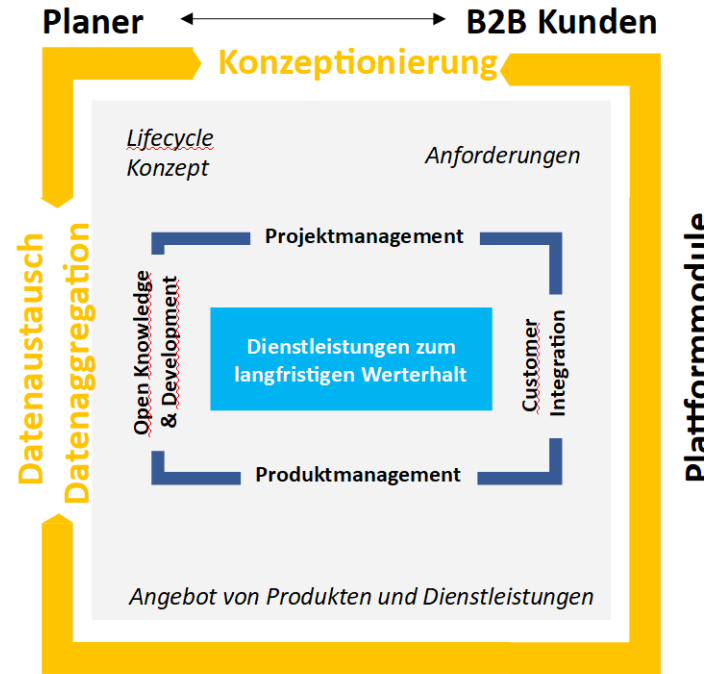 Planer
B2B Kunden
Konzeptionierung
Lifecycle
Konzept
Anforderungen
Datenaustausch
Datenaggregation
Projektmanagement
Open Knowledge
& Development
Dienstleistungen zum
langfristigen Werterhalt
Customer
Integration
Produktmanagement
Plattformmodule
Angebot von Produkten und Dienstleistungen